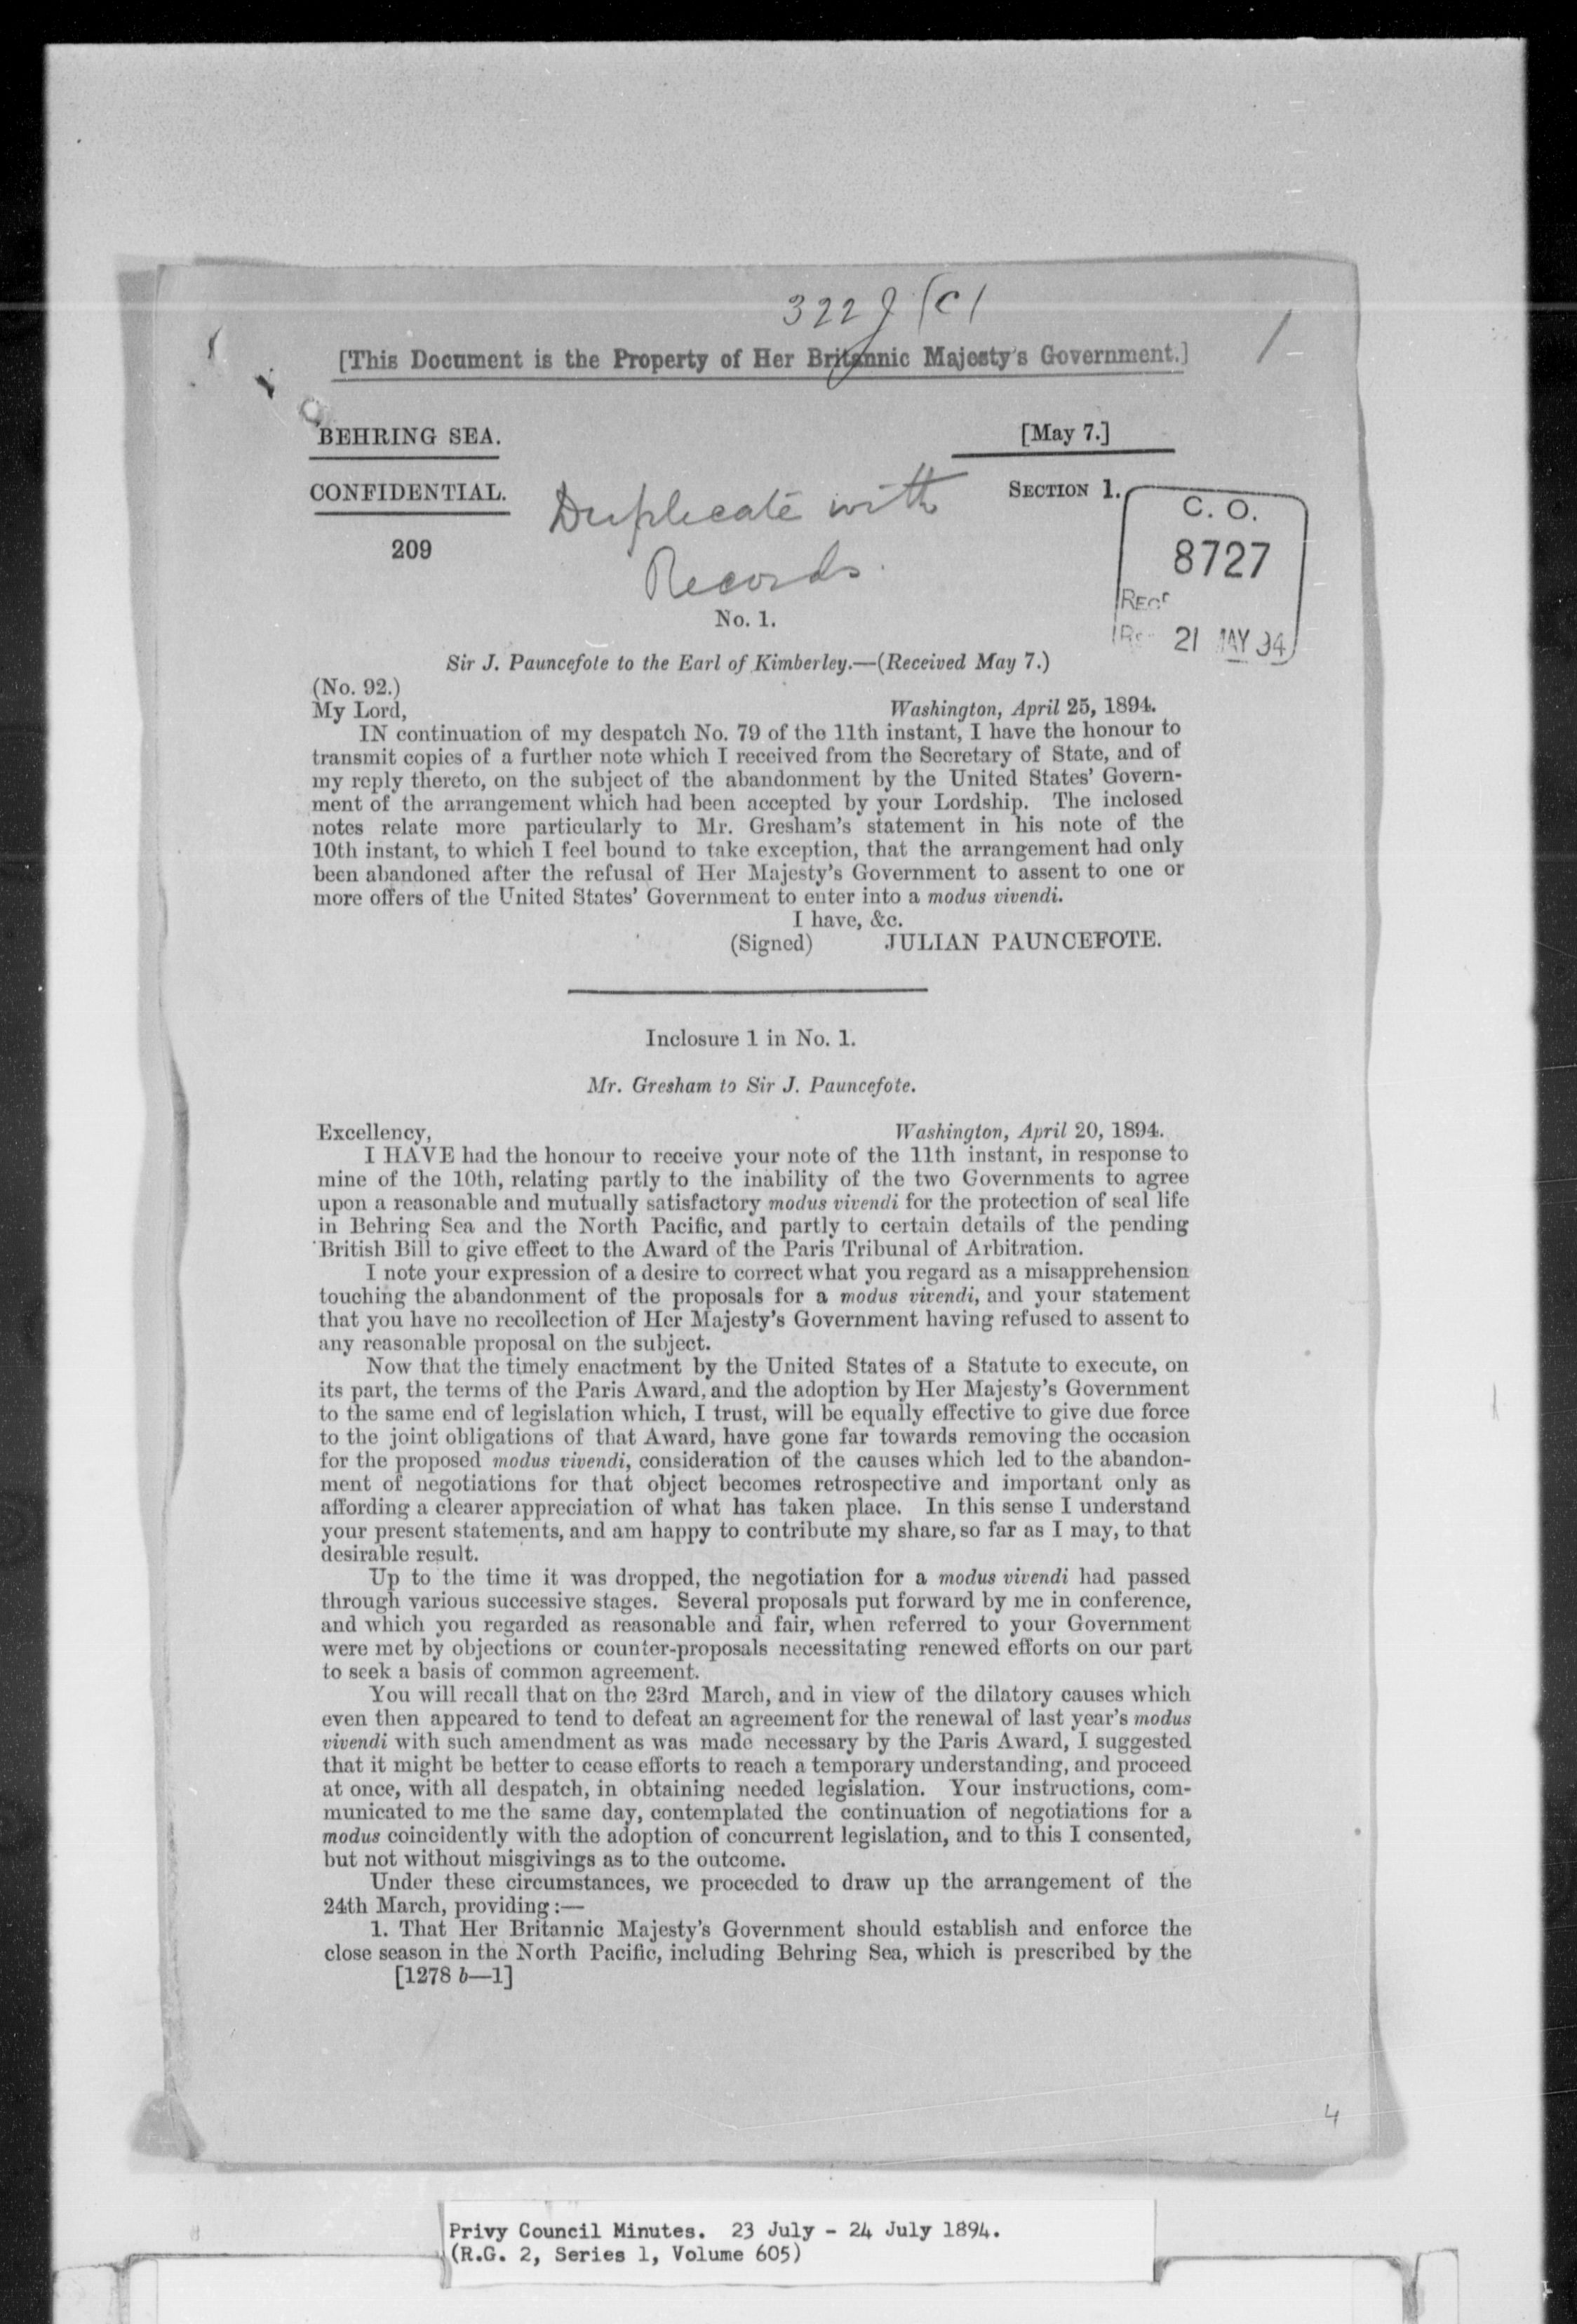 322 g (c)
1
[This Document is the Property of Her Britannic Majesty's Government.]
BEHRING SEA.
[May 7.]
CONFIDENTIAL.
SECTION 1.
Duplicate with
Records.
209
C. O.
8727
REC
21 MAY 94
No. 1.
Sir J. Pauncefote to the Earl of Kimberley.—(Received May 7.)
(No. 92.)
My Lord, Washington, April 25, 1894.
IN continuation of my despatch No. 79 of the 11th instant, I have the honour to
transmit copies of a further note which I received from the Secretary of State, and of
my reply thereto, on the subject of the abandonment by the United States' Govern-
ment of the arrangement which had been accepted by your Lordship. The inclosed
notes relate more particularly to Mr. Gresham's statement in his note of the
10th instant, to which I feel bound to take exception, that the arrangement had only
been abandoned after the refusal of Her Majesty's Government to assent to one or
more offers of the United States' Government to enter into a modus vivendi.
I have, &c.
(Signed) JULIAN PAUNCEFOTE.
Inclosure 1 in No. 1.
Mr. Gresham to Sir J. Pauncefote.
Excellency, Washington, April 20, 1894.
I HAVE had the honour to receive your note of the 11th instant, in response to
mine of the 10th, relating partly to the inability of the two Governments to agree
upon a reasonable and mutually satisfactory modus vivendi for the protection of seal life
in Behring Sea and the North Pacific, and partly to certain details of the pending
British Bill to give effect to the Award of the Paris Tribunal of Arbitration.
I note your expression of a desire to correct what you regard as a misapprehension
touching the abandonment of the proposals for a modus vivendi, and your statement
that you have no recollection of Her Majesty's Government having refused to assent to
any reasonable proposal on the subject.
Now that the timely enactment by the United States of a Statute to execute, on
its part, the terms of the Paris Award, and the adoption by Her Majesty's Government
to the same end of legislation which, I trust, will be equally effective to give due force
to the joint obligations of that Award, have gone far towards removing the occasion
for the proposed modus vivendi, consideration of the causes which led to the abandon-
ment of negotiations for that object becomes retrospective and important only as
affording a clearer appreciation of what has taken place. In this sense I understand
your present statements, and am happy to contribute my share, so far as I may, to that
desirable result.
Up to the time it was dropped, the negotiation for a modus vivendi had passed
through various successive stages. Several proposals put forward by me in conference,
and which you regarded as reasonable and fair, when referred to your Government
were met by objections or counter-proposals necessitating renewed efforts on our part
to seek a basis of common agreement.
You will recall that on the 23rd March, and in view of the dilatory causes which
even then appeared to tend to defeat an agreement for the renewal of last year's modus
vivendi with such amendment as was made necessary by the Paris Award, I suggested
that it might be better to cease efforts to reach a temporary understanding, and proceed
at once, with all despatch, in obtaining needed legislation. Your instructions, com-
municated to me the same day, contemplated the continuation of negotiations for a
modus coincidently with the adoption of concurrent legislation, and to this I consented,
but not without misgivings as to the outcome.
Under these circumstances, we proceeded to draw up the arrangement of the
24th March, providing:—
1. That Her Britannic Majesty's Government should establish and enforce the
close season in the North Pacific, including Behring Sea, which is prescribed by the
[1278 b—1]
4
Privy Council Minutes. 23 July - 24 July 1894.
(R.G. 2, Series 1, Volume 605)